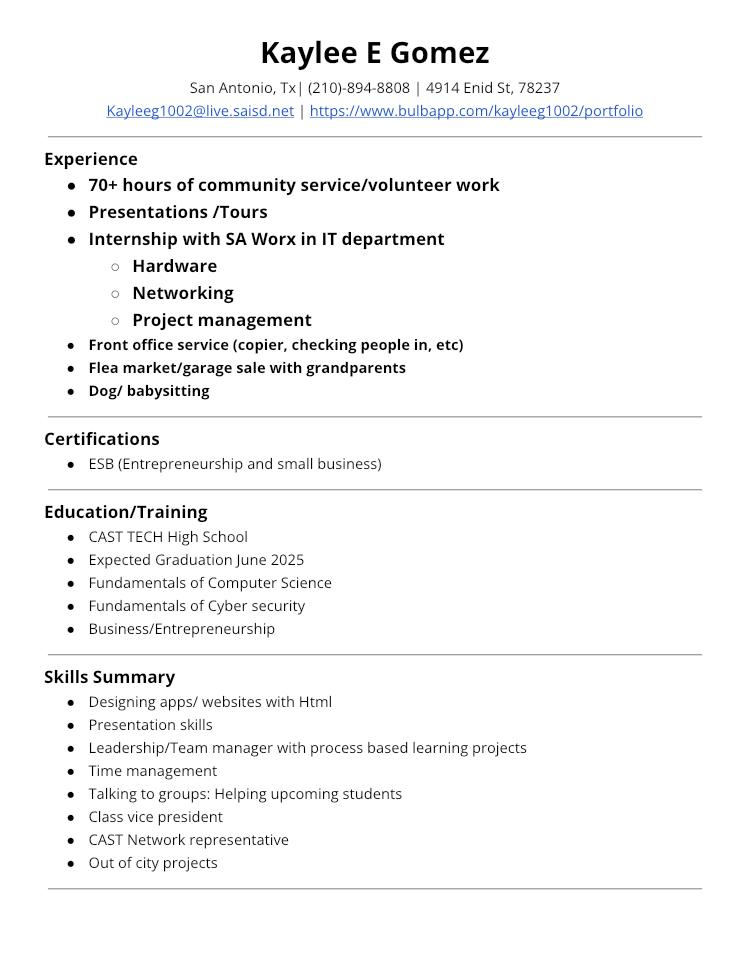 Kaylee E Gomez
San Antonio, Tx| (210)-894-8808 | 4914 Enid St, 78237
Kayleeg1002@live.saisd.net | https://www.bulbapp.com/kayleeg1002/portfolio
Experience
● 70+ hours of community service/volunteer work
● Presentations /Tours
● Internship with SA Worx in IT department
○ Hardware
○ Networking
○ Project management
● Front office service (copier, checking people in, etc)
● Flea market/garage sale with grandparents
● Dog/ babysitting
Certifications
● ESB (Entrepreneurship and small business)
Education/Training
● CAST TECH High School
● Expected Graduation June 2025
● Fundamentals of Computer Science
● Fundamentals of Cyber security
● Business/Entrepreneurship
Skills Summary
● Designing apps/ websites with Html
● Presentation skills
● Leadership/Team manager with process based learning projects
● Time management
● Talking to groups: Helping upcoming students
● Class vice president
● CAST Network representative
● Out of city projects